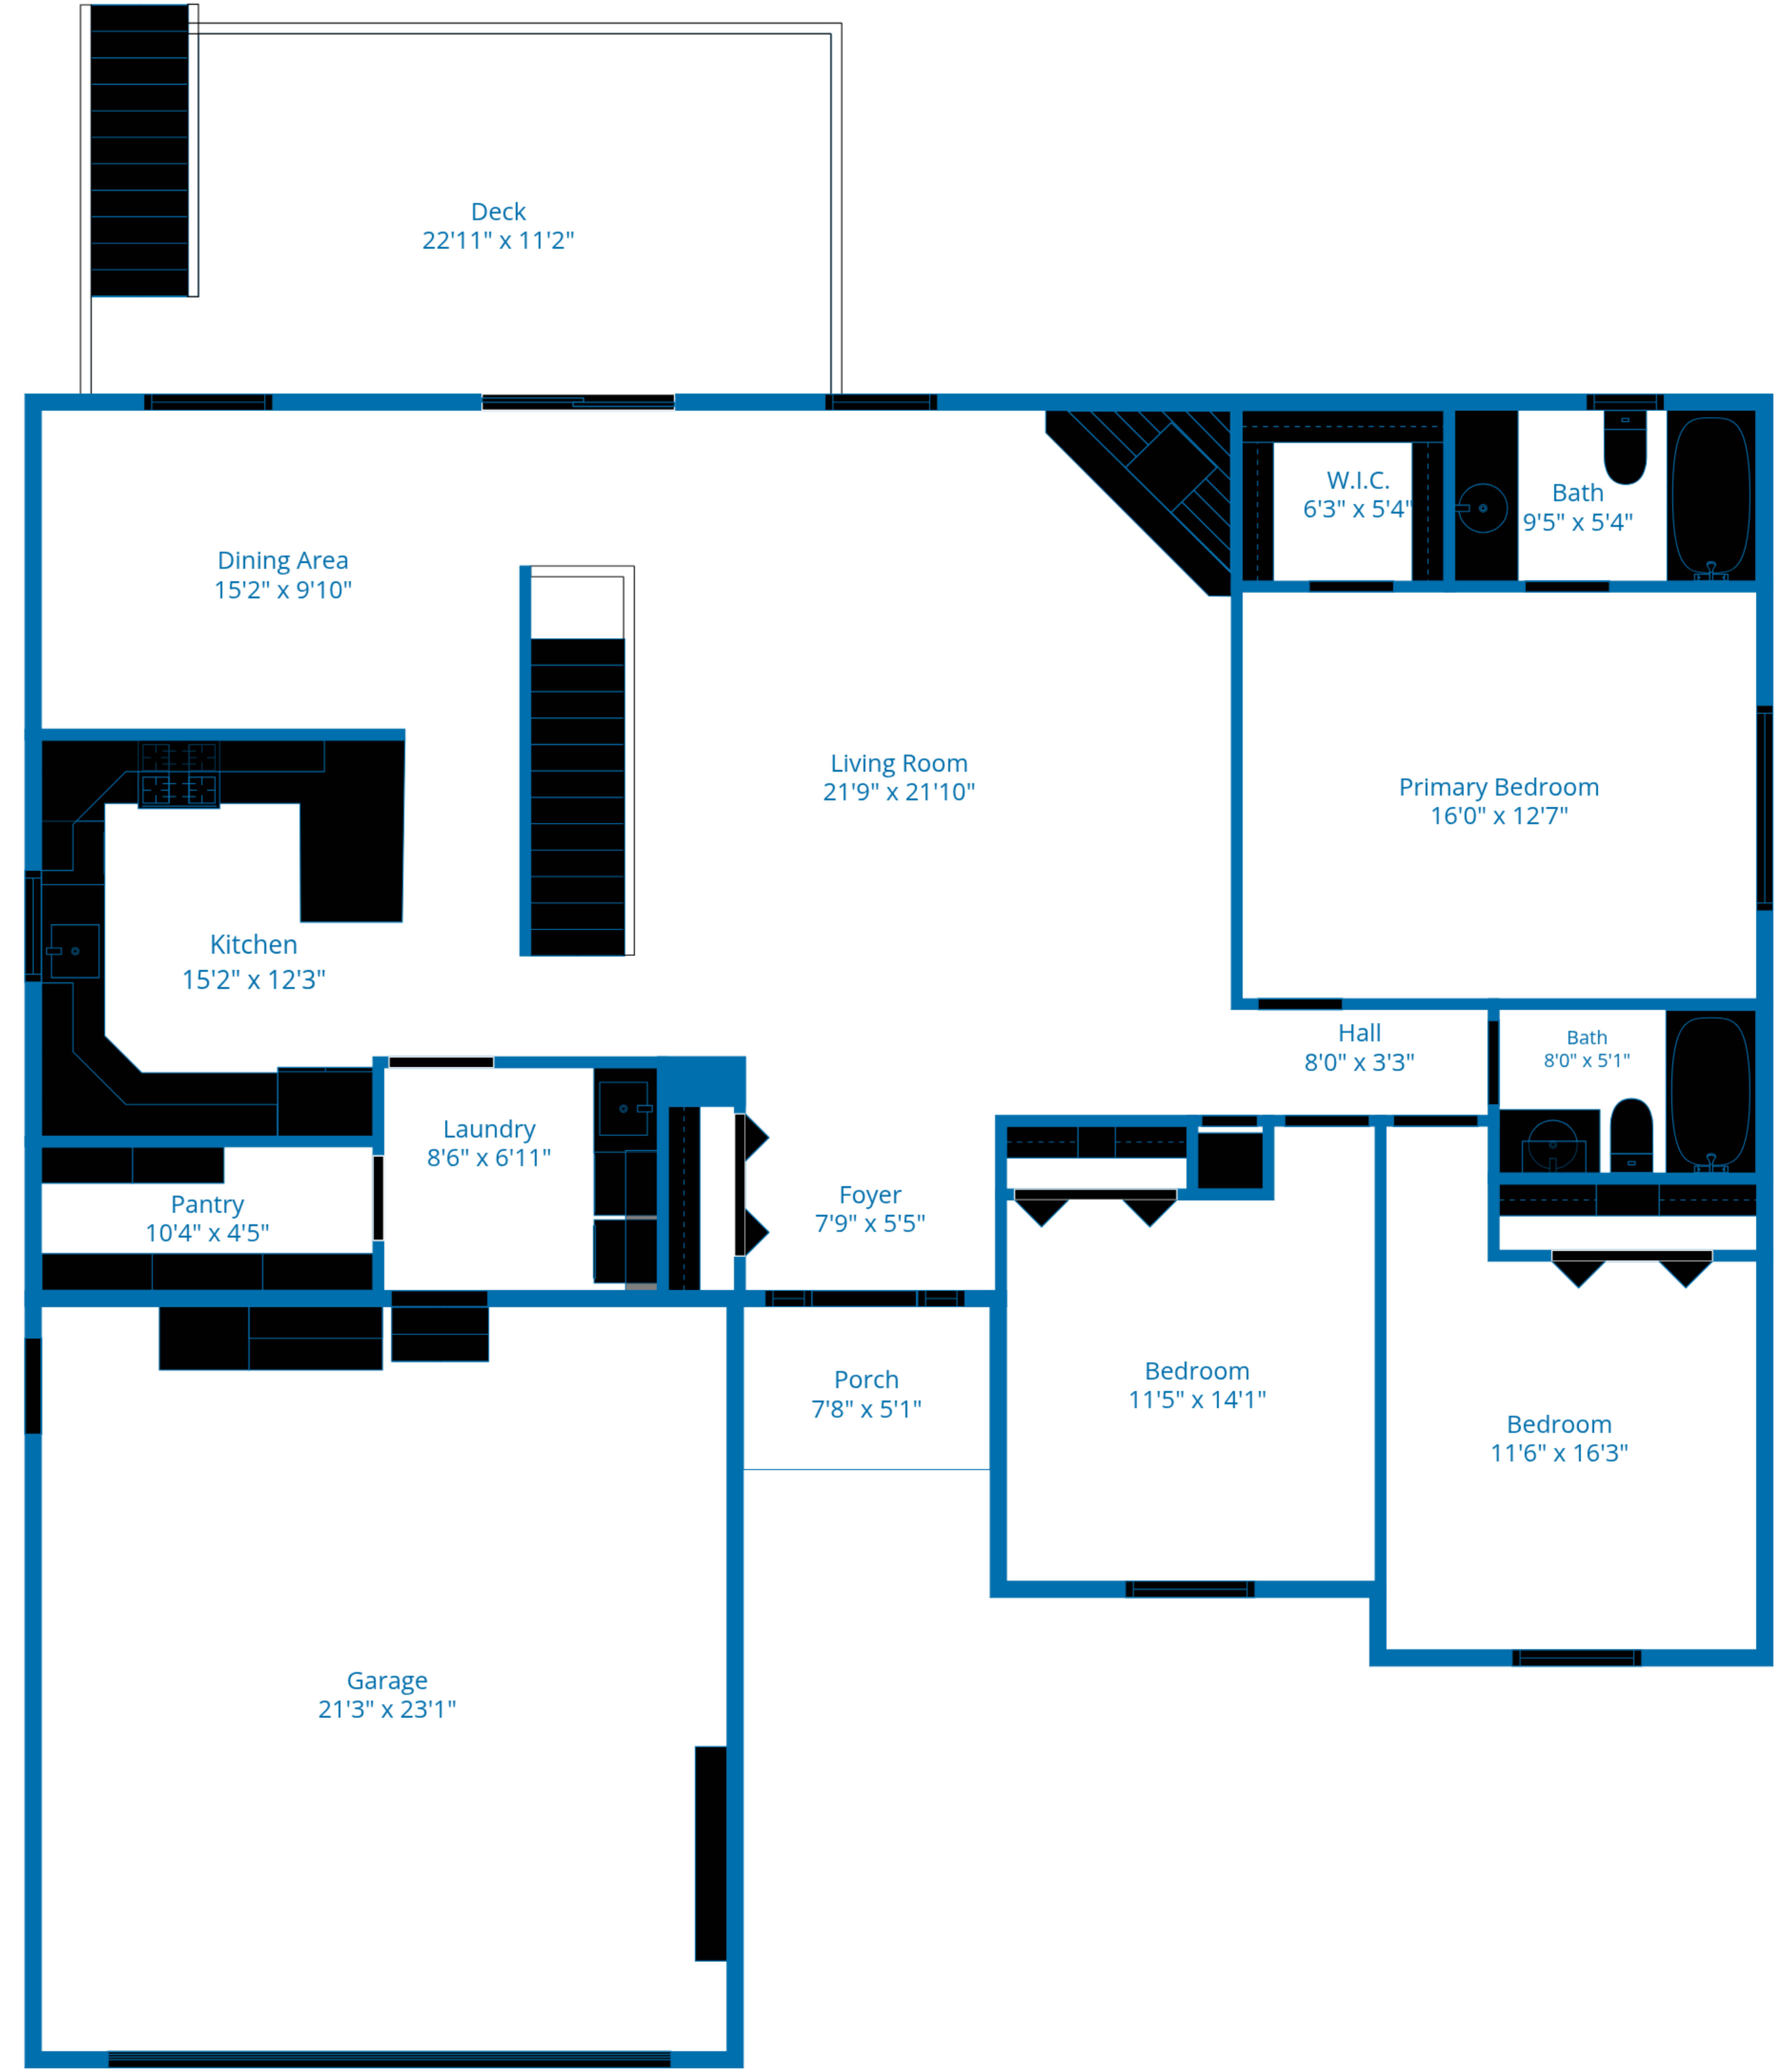 Deck
22'11" x 11'2"
W.I.C.
6'3" x 5'4"
Bath
9'5" x 5'4"
Dining Area
15'2" x 9'10"
Living Room
21'9" x 21'10"
Primary Bedroom
16'0" x 12'7"
Kitchen
15'2" x 12'3"
Hall
8'0" x 3'3"
Bath
8'0" x 5'1"
Laundry
8'6" x 6'11"
Pantry
10'4" x 4'5"
Foyer
7'9" x 5'5"
Porch
7'8" x 5'1"
Bedroom
11'5" x 14'1"
Bedroom
11'6" x 16'3"
Garage
21'3" x 23'1"